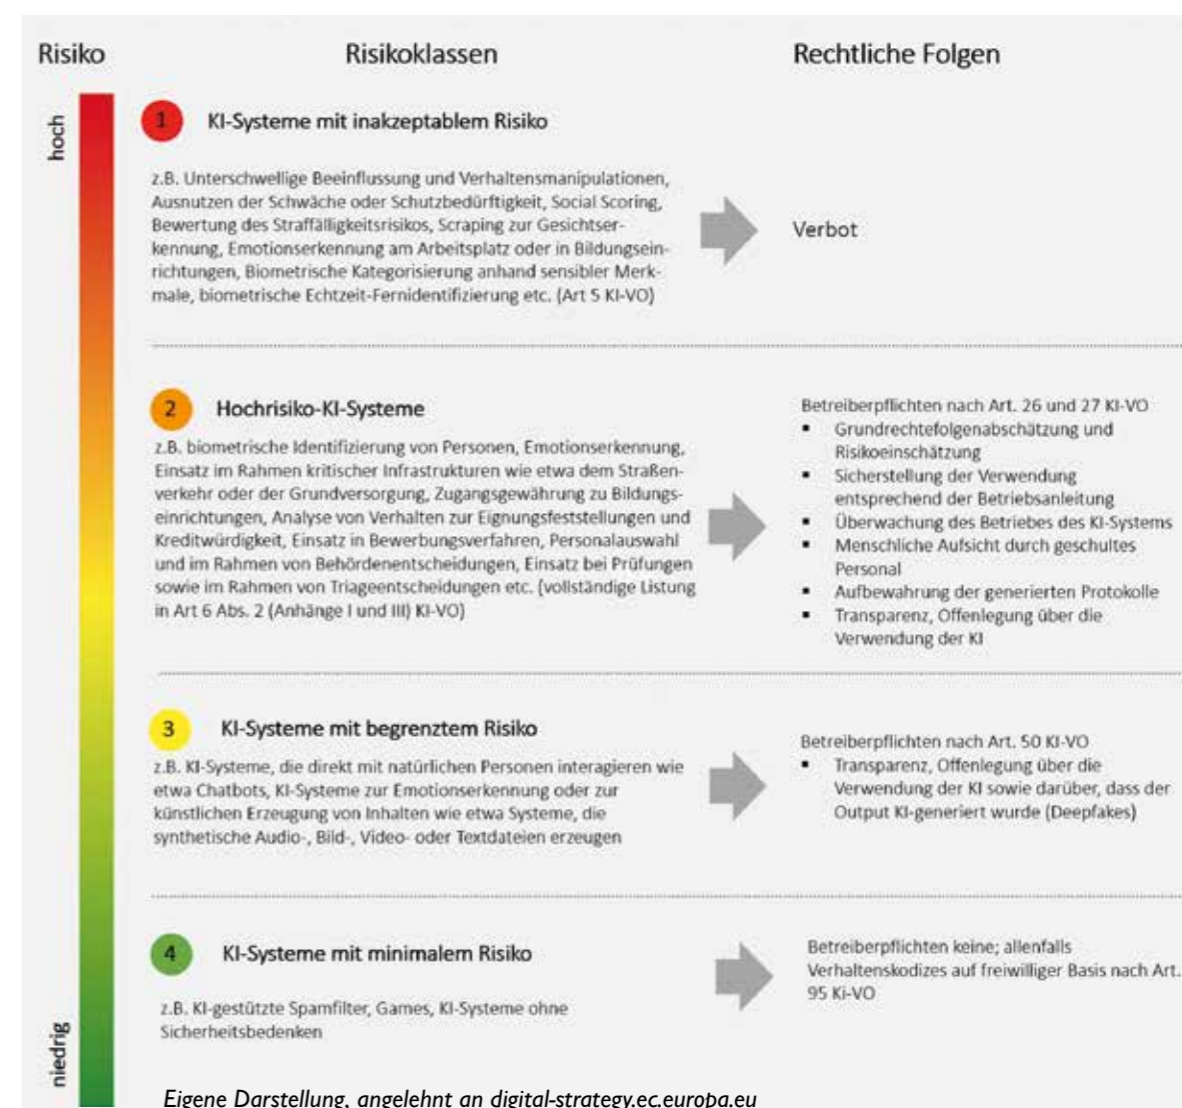 Risiko
Risikoklassen
Rechtliche Folgen
hoch
1
KI-Systeme mit inakzeptablem Risiko
z.B. Unterschwellige Beeinflussung und Verhaltensmanipulationen,
Ausnutzen der Schwäche oder Schutzbedürftigkeit, Social Scoring,
Bewertung des Straffälligkeitsrisikos, Scraping zur Gesichtser-
kennung, Emotionserkennung am Arbeitsplatz oder in Bildungsein-
richtungen, Biometrische Kategorisierung anhand sensibler Merk-
male, biometrische Echtzeit-Fernidentifizierung etc. (Art 5 KI-VO)
Verbot
2
Hochrisiko-KI-Systeme
z.B. biometrische Identifizierung von Personen, Emotionserkennung,
Einsatz im Rahmen kritischer Infrastrukturen wie etwa dem Straßen-
verkehr oder der Grundversorgung, Zugangsgewährung zu Bildungs-
einrichtungen, Analyse von Verhalten zur Eignungsfeststellungen und
Kreditwürdigkeit, Einsatz in Bewerbungsverfahren, Personalauswahl
und im Rahmen von Behördenentscheidungen, Einsatz bei Prüfungen
sowie im Rahmen von Triageentscheidungen etc. (vollständige Listung
in Art 6 Abs. 2 (Anhänge I und III) KI-VO)
Betreiberpflichten nach Art. 26 und 27 KI-VO
▪ Grundrechtefolgenabschätzung und
Risikoeinschätzung
▪ Sicherstellung der Verwendung
entsprechend der Betriebsanleitung
▪ Überwachung des Betriebes des KI-Systems
▪ Menschliche Aufsicht durch geschultes
Personal
▪ Aufbewahrung der generierten Protokolle
▪ Transparenz, Offenlegung über die
Verwendung der KI
3
KI-Systeme mit begrenztem Risiko
z.B. KI-Systeme, die direkt mit natürlichen Personen interagieren wie
etwa Chatbots, KI-Systeme zur Emotionserkennung oder zur
künstlichen Erzeugung von Inhalten wie etwa Systeme, die
synthetische Audio-, Bild-, Video- oder Textdateien erzeugen
Betreiberpflichten nach Art. 50 KI-VO
▪ Transparenz, Offenlegung über die
Verwendung der KI sowie darüber, dass der
Output KI-generiert wurde (Deepfakes)
4
KI-Systeme mit minimalem Risiko
z.B. KI-gestützte Spamfilter, Games, KI-Systeme ohne
Sicherheitsbedenken
Betreiberpflichten keine; allenfalls
Verhaltenskodizes auf freiwilliger Basis nach Art.
95 Ki-VO
niedrig
Eigene Darstellung, angelehnt an digital-strategy.ec.europa.eu